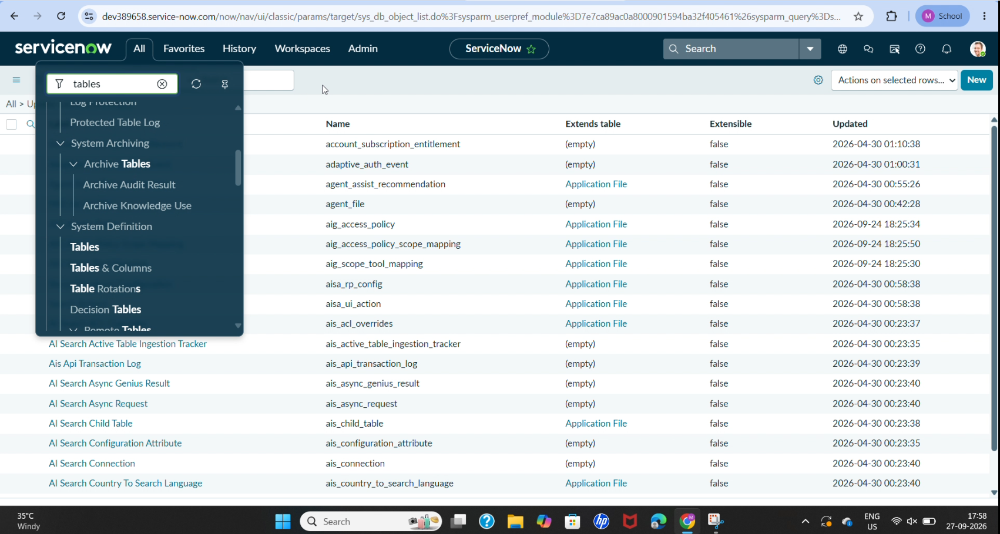 dev389658.service-now.com/now/nav/ui/classic/params/target/sys_db_object_list.do%3Fsysparm_userpref_module%3D7e7ca89ac0a8000901594ba32f405461%26sysparm_query%3Ds...
M School
servicenow All Favorites History Workspaces Admin ServiceNow Search
tables
Actions on selected rows... New
All >
Log Protection
Protected Table Log
System Archiving
Archive Tables
Archive Audit Result
Archive Knowledge Use
System Definition
Tables
Tables & Columns
Table Rotations
Decision Tables
Remote Tables
Name Extends table Extensible Updated
account_subscription_entitlement (empty) false 2026-04-30 01:10:38
adaptive_auth_event (empty) false 2026-04-30 01:00:31
agent_assist_recommendation Application File false 2026-04-30 00:55:26
agent_file (empty) false 2026-04-30 00:42:28
aig_access_policy Application File false 2026-09-24 18:25:34
aig_access_policy_scope_mapping Application File false 2026-09-24 18:25:50
aig_scope_tool_mapping Application File false 2026-09-24 18:25:30
aisa_rp_config Application File false 2026-04-30 00:58:38
aisa_ui_action Application File false 2026-04-30 00:58:38
ais_acl_overrides Application File false 2026-04-30 00:23:37
AI Search Active Table Ingestion Tracker ais_active_table_ingestion_tracker (empty) false 2026-04-30 00:23:35
Ais Api Transaction Log ais_api_transaction_log (empty) false 2026-04-30 00:23:39
AI Search Async Genius Result ais_async_genius_result (empty) false 2026-04-30 00:23:40
AI Search Async Request ais_async_request (empty) false 2026-04-30 00:23:40
AI Search Child Table ais_child_table Application File false 2026-04-30 00:23:38
AI Search Configuration Attribute ais_configuration_attribute (empty) false 2026-04-30 00:23:35
AI Search Connection ais_connection (empty) false 2026-04-30 00:23:40
AI Search Country To Search Language ais_country_to_search_language Application File false 2026-04-30 00:23:40
35°C
Windy
Search
hp
ENG
US
17:58
27-09-2026